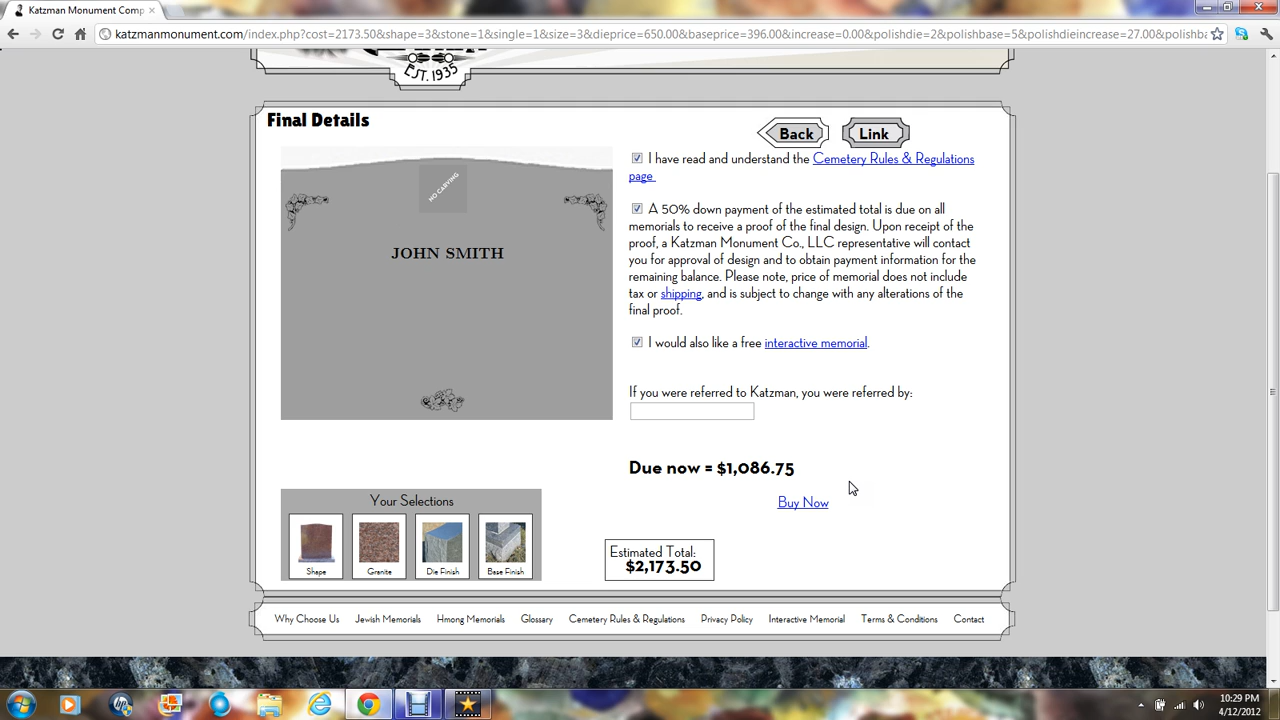 Katzman Monument Comp
katzmanmonument.com/index.php?cost=2173.50&shape=3&stone=1&single=1&size=3&dieprice=650.00&baseprice=396.00&increase=0.00&polishdie=2&polishbase=5&polishdieincrease=27.00&polishba
EST. 1935
Final Details
Back
Link
NO CARVING
JOHN SMITH
I have read and understand the Cemetery Rules & Regulations
page.
A 50% down payment of the estimated total is due on all
memorials to receive a proof of the final design. Upon receipt of the
proof, a Katzman Monument Co., LLC representative will contact
you for approval of design and to obtain payment information for the
remaining balance. Please note, price of memorial does not include
tax or shipping, and is subject to change with any alterations of the
final proof.
I would also like a free interactive memorial.
If you were referred to Katzman, you were referred by:
Due now = $1,086.75
Buy Now
Your Selections
Shape
Granite
Die Finish
Base Finish
Estimated Total:
$2,173.50
Why Choose Us
Jewish Memorials
Hmong Memorials
Glossary
Cemetery Rules & Regulations
Privacy Policy
Interactive Memorial
Terms & Conditions
Contact
10:29 PM
4/12/2012